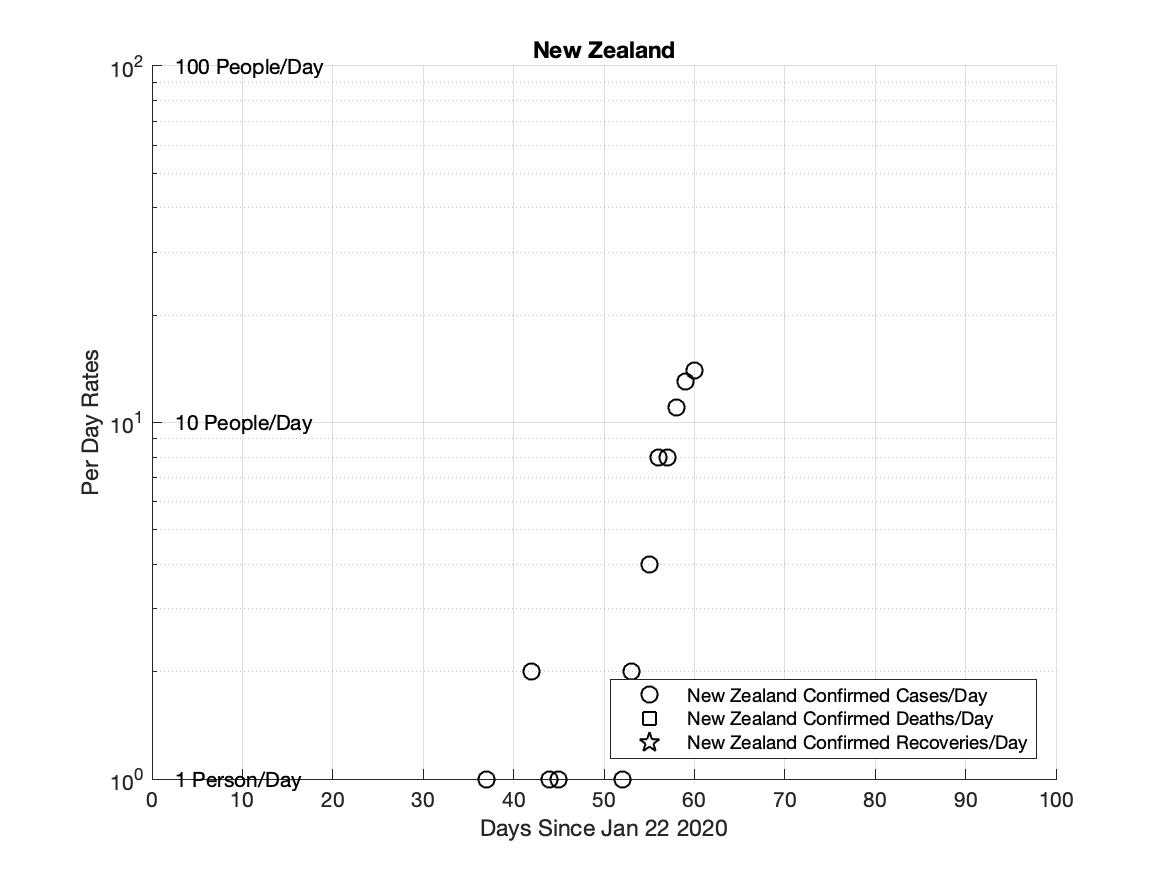 New Zealand
10²
100 People/Day
Per Day Rates
10¹
10 People/Day
New Zealand Confirmed Cases/Day
New Zealand Confirmed Deaths/Day
New Zealand Confirmed Recoveries/Day
10⁰
1 Person/Day
0 10 20 30 40 50 60 70 80 90 100
Days Since Jan 22 2020